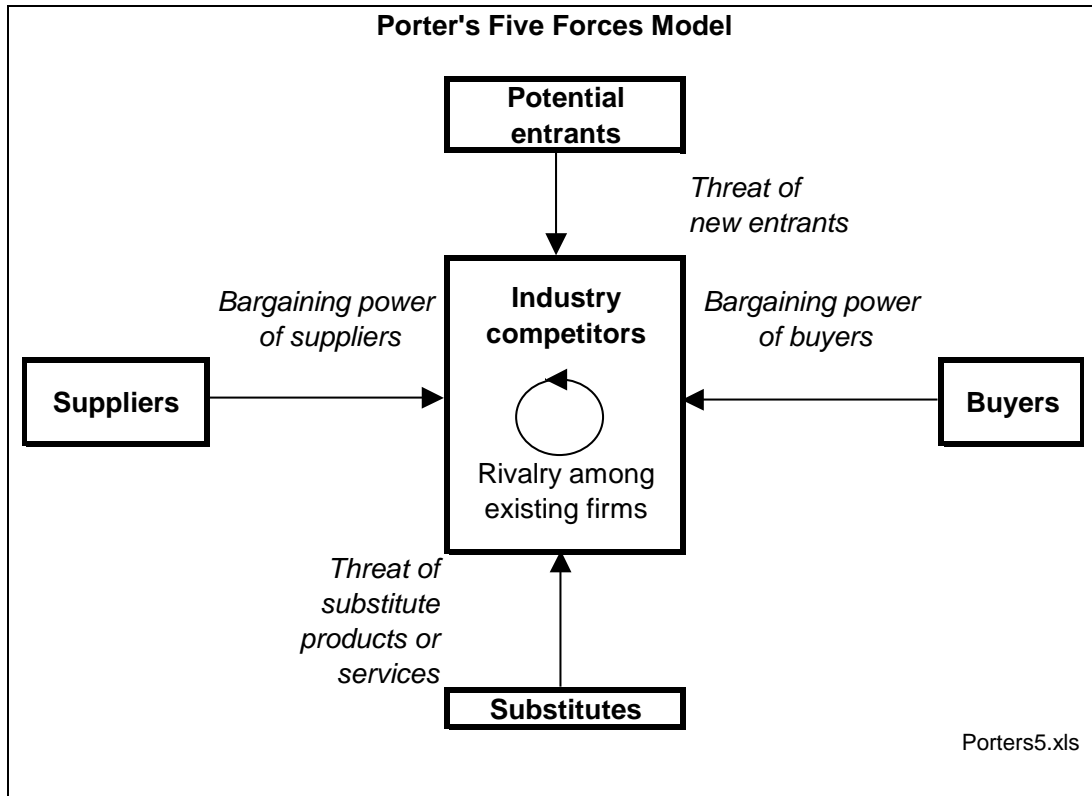 Porter's Five Forces Model
Potential
entrants
Threat of
new entrants
Bargaining power
of suppliers
Industry
competitors
Bargaining power
of buyers
Suppliers
Buyers
Rivalry among
existing firms
Threat of
substitute
products or
services
Substitutes
Porters5.xls